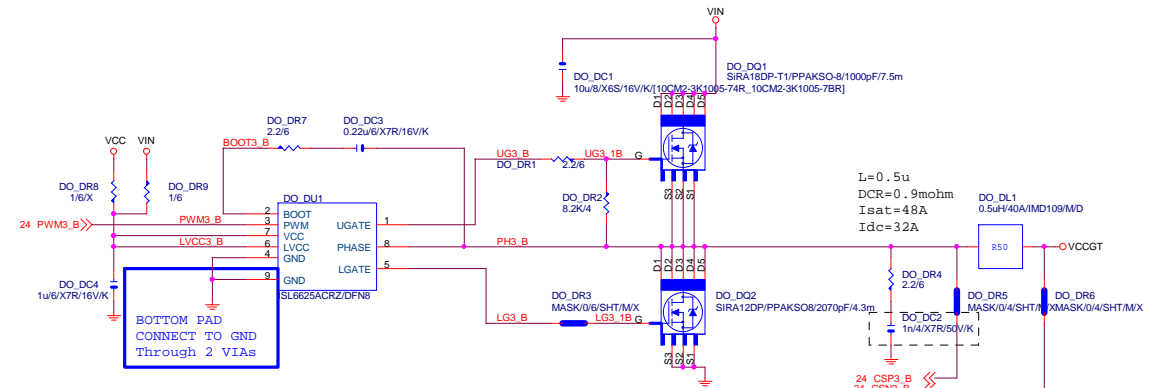 VIN
DO_DQ1
SiRA18DP-T1/PPAKSO-8/1000pF/7.5m
DO_DC1
10u/8/X6S/16V/K/[10CM2-3K1005-74R_10CM2-3K1005-7BR]
D1
D2
D3
D4
D5
DO_DR7
2.2/6
DO_DC3
0.22u/6/X7R/16V/K
VCC
VIN
BOOT3_B
UG3_B
DO_DR1
2.2/6
UG3_1B
G
S3
S2
S1
DO_DR8
1/6/X
DO_DR9
1/6
DO_DU1
DO_DR2
8.2K/4
L=0.5u
DCR=0.9mohm
Isat=48A
Idc=32A
DO_DL1
0.5uH/40A/IMD109/M/D
24 PWM3_B
PWM3_B
LVCC3_B
2
3
7
6
4
9
BOOT
PWM
VCC
LVCC
GND
GND
UGATE
PHASE
LGATE
1
8
5
ISL6625ACRZ/DFN8
PH3_B
R50
VCCGT
D1
D2
D3
D4
D5
DO_DC4
1u/6/X7R/16V/K
DO_DR4
2.2/6
DO_DR3
MASK/0/6/SHT/M/X
LG3_B
LG3_1B
G
DO_DQ2
SIRA12DP/PPAKSO8/2070pF/4.3m
DO_DR5
MASK/0/4/SHT/M/X
DO_DR6
MASK/0/4/SHT/M/X
DO_DC2
1n/4/X7R/50V/K
BOTTOM PAD
CONNECT TO GND
Through 2 VIAs
S3
S2
S1
24 CSP3_B
24 CSN3_B